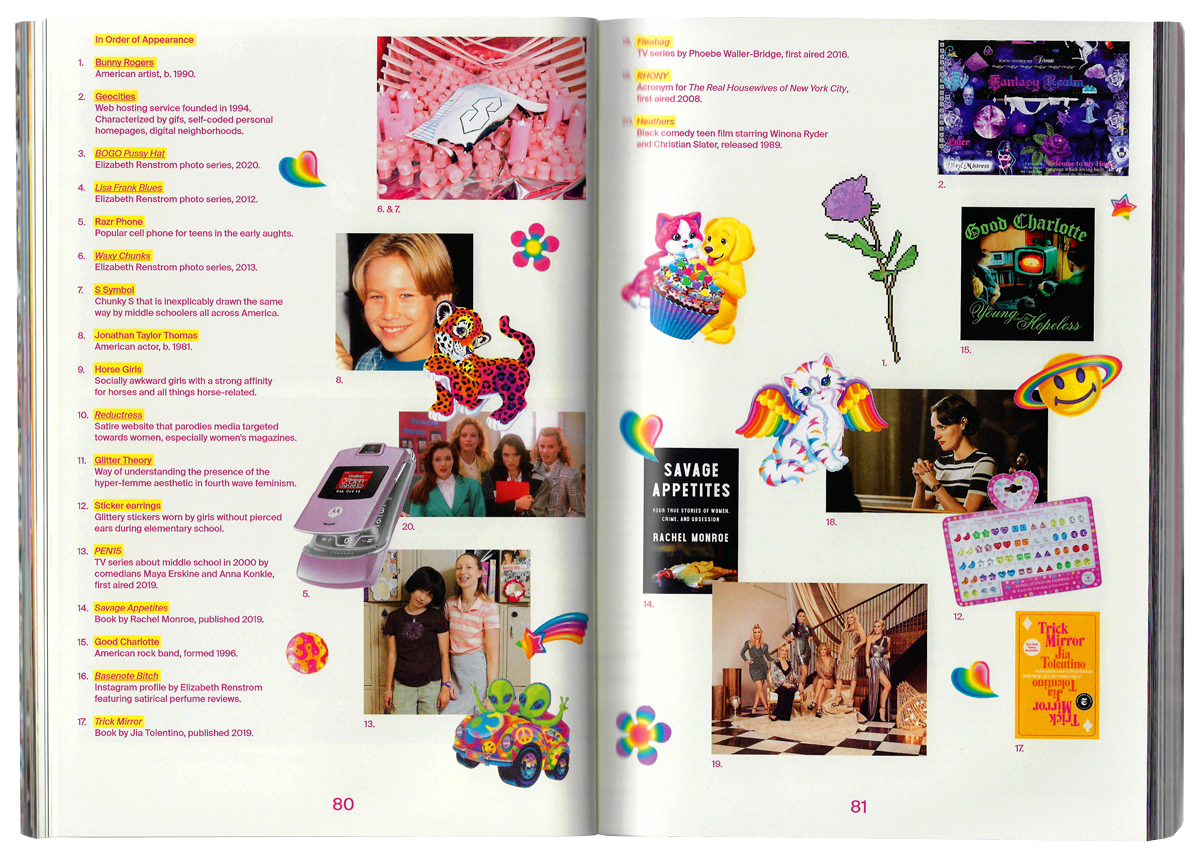 In Order of Appearance
1. Bunny Rogers
American artist, b. 1990.
2. Geocities
Web hosting service founded in 1994.
Characterized by gifs, self-coded personal
homepages, digital neighborhoods.
3. BOGO Pussy Hat
Elizabeth Renstrom photo series, 2020.
4. Lisa Frank Blues
Elizabeth Renstrom photo series, 2012.
5. Razr Phone
Popular cell phone for teens in the early aughts.
6. Waxy Chunks
Elizabeth Renstrom photo series, 2013.
7. S Symbol
Chunky S that is inexplicably drawn the same
way by middle schoolers all across America.
8. Jonathan Taylor Thomas
American actor, b. 1981.
9. Horse Girls
Socially awkward girls with a strong affinity
for horses and all things horse-related.
10. Reductress
Satire website that parodies media targeted
towards women, especially women's magazines.
11. Glitter Theory
Way of understanding the presence of the
hyper-femme aesthetic in fourth wave feminism.
12. Sticker earrings
Glittery stickers worn by girls without pierced
ears during elementary school.
13. PEN15
TV series about middle school in 2000 by
comedians Maya Erskine and Anna Konkle,
first aired 2019.
14. Savage Appetites
Book by Rachel Monroe, published 2019.
15. Good Charlotte
American rock band, formed 1996.
16. Basenote Bitch
Instagram profile by Elizabeth Renstrom
featuring satirical perfume reviews.
17. Trick Mirror
Book by Jia Tolentino, published 2019.
6. & 7.
8.
20.
5.
13.
80
18. Fleabag
TV series by Phoebe Waller-Bridge, first aired 2016.
19. RHONY
Acronym for The Real Housewives of New York City,
first aired 2008.
20. Heathers
Black comedy teen film starring Winona Ryder
and Christian Slater, released 1989.
Dream
Fantasy Realm
Enter
Mistress
Welcome to my
2.
Good Charlotte
Young Hopeless
15.
1.
SAVAGE
APPETITES
FOUR TRUE STORIES OF WOMEN,
CRIME, AND OBSESSION
RACHEL MONROE
14.
18.
12.
Trick
Mirror
Jia
Tolentino
Tolentino
Jia
Mirror
Trick
17.
19.
81